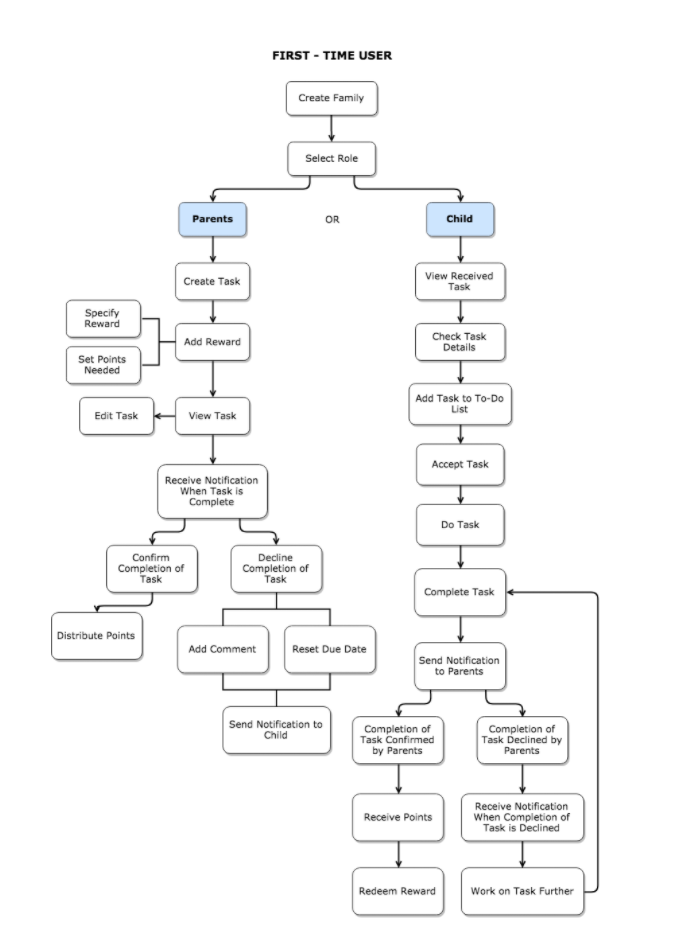 FIRST - TIME USER
Create Family
Select Role
Parents
OR
Child
Create Task
Specify
Reward
Add Reward
Set Points
Needed
Edit Task
View Task
Receive Notification
When Task is
Complete
Confirm
Completion of
Task
Decline
Completion of
Task
Distribute Points
Add Comment
Reset Due Date
Send Notification to
Child
View Received
Task
Check Task
Details
Add Task to To-Do
List
Accept Task
Do Task
Complete Task
Send Notification
to Parents
Completion of
Task Confirmed
by Parents
Completion of
Task Declined by
Parents
Receive Points
Receive Notification
When Completion of
Task is Declined
Redeem Reward
Work on Task Further